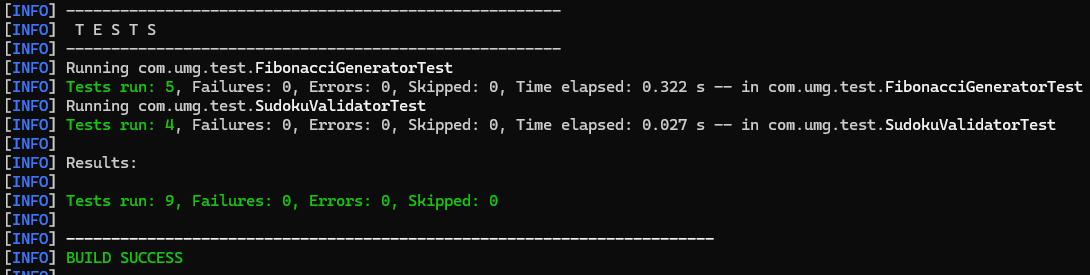 [INFO] -------------------------------------------------------
[INFO]  T E S T S
[INFO] -------------------------------------------------------
[INFO] Running com.umg.test.FibonacciGeneratorTest
[INFO] Tests run: 5, Failures: 0, Errors: 0, Skipped: 0, Time elapsed: 0.322 s -- in com.umg.test.FibonacciGeneratorTest
[INFO] Running com.umg.test.SudokuValidatorTest
[INFO] Tests run: 4, Failures: 0, Errors: 0, Skipped: 0, Time elapsed: 0.027 s -- in com.umg.test.SudokuValidatorTest
[INFO]
[INFO] Results:
[INFO]
[INFO] Tests run: 9, Failures: 0, Errors: 0, Skipped: 0
[INFO]
[INFO] ------------------------------------------------------------------------
[INFO] BUILD SUCCESS
[INFO]